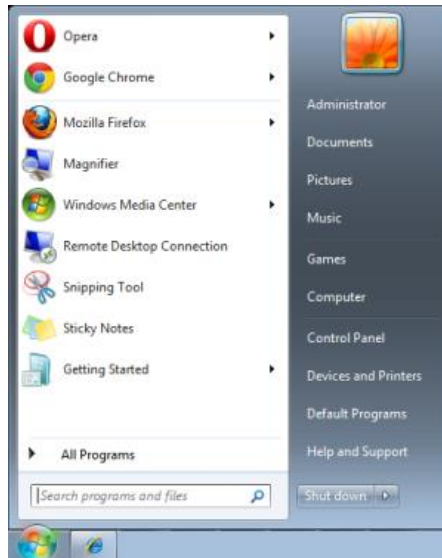 Opera
Google Chrome
Mozilla Firefox
Magnifier
Windows Media Center
Remote Desktop Connection
Snipping Tool
Sticky Notes
Getting Started
All Programs
Search programs and files
Administrator
Documents
Pictures
Music
Games
Computer
Control Panel
Devices and Printers
Default Programs
Help and Support
Shut down